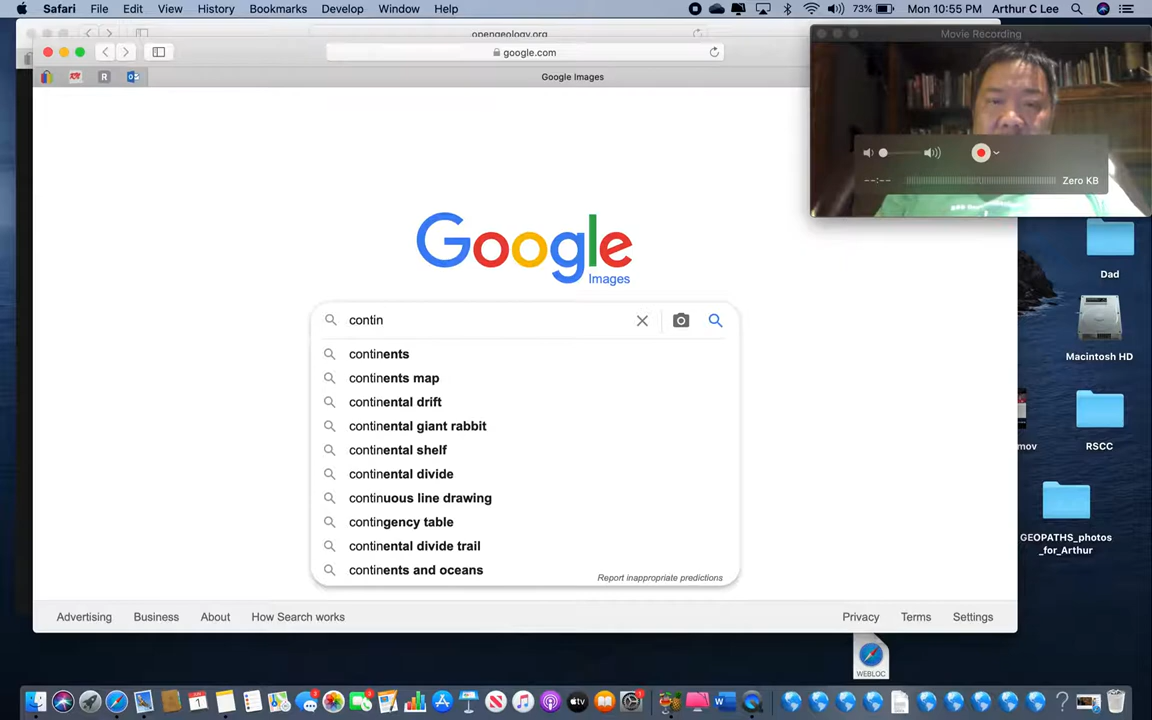 Safari File Edit View History Bookmarks Develop Window Help 73% Mon 10:55 PM Arthur C Lee
opengeology.org
Movie Recording
google.com
Google Images
--:-- Zero KB
Google
Images
contin
continents
continents map
continental drift
continental giant rabbit
continental shelf
continental divide
continuous line drawing
contingency table
continental divide trail
continents and oceans
Report inappropriate predictions
Advertising Business About How Search works Privacy Terms Settings
Dad
Macintosh HD
mov
RSCC
GEOPATHS_photos
_for_Arthur
WEBLOC